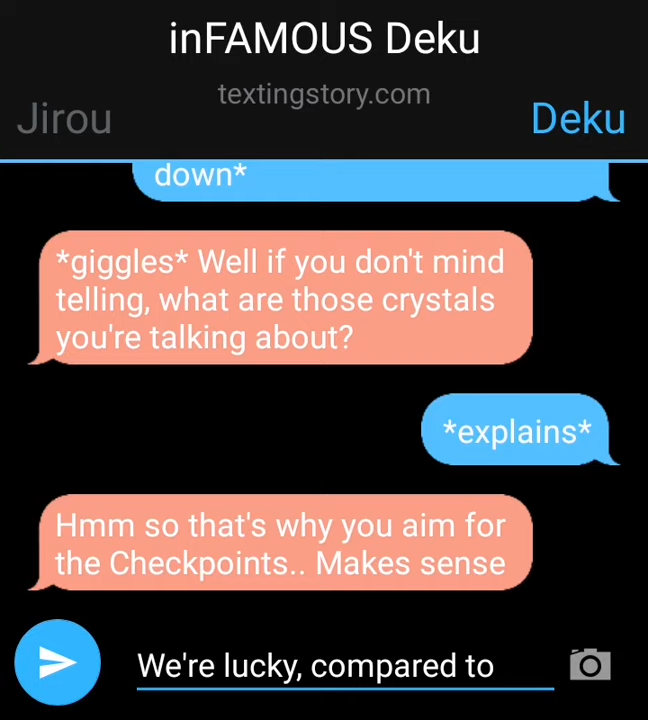 inFAMOUS Deku
textingstory.com
Jirou
Deku
down*
*giggles* Well if you don't mind
telling, what are those crystals
you're talking about?
*explains*
Hmm so that's why you aim for
the Checkpoints.. Makes sense
We're lucky, compared to